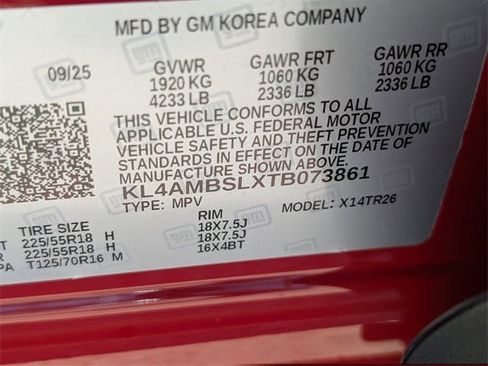 MFD BY GM KOREA COMPANY
09/25 GVWR GAWR FRT GAWR RR
1920 KG 1060 KG 1060 KG
4233 LB 2336 LB 2336 LB
THIS VEHICLE CONFORMS TO ALL
APPLICABLE U.S. FEDERAL MOTOR
VEHICLE SAFETY AND THEFT PREVENTION
STANDARDS IN EFFECT ON THE DATE OF
MANUFACTURE SHOWN ABOVE.
KL4AMBSLXTB073861
TYPE: MPV MODEL: X14TR26
TIRE SIZE RIM
225/55R18 H 18X7.5J
225/55R18 H 18X7.5J
PA T125/70R16 M 16X4BT